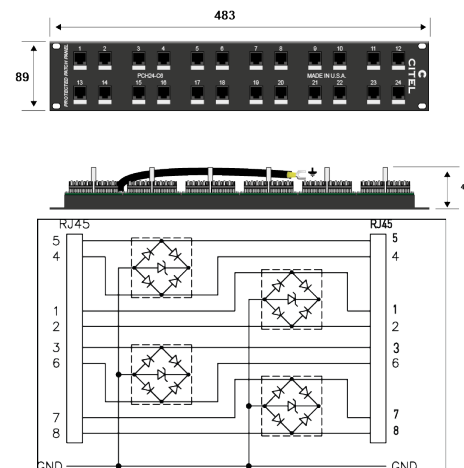 483
89
PROTECTED PATCH PANEL
1 2 3 4 5 6 7 8 9 10 11 12
PCH24-C6 MADE IN U.S.A.
13 14 15 16 17 18 19 20 21 22 23 24
C CITEL
4
RJ45 RJ45
5 5
4 4
1 1
2 2
3 3
6 6
7 7
8 8
GND GND